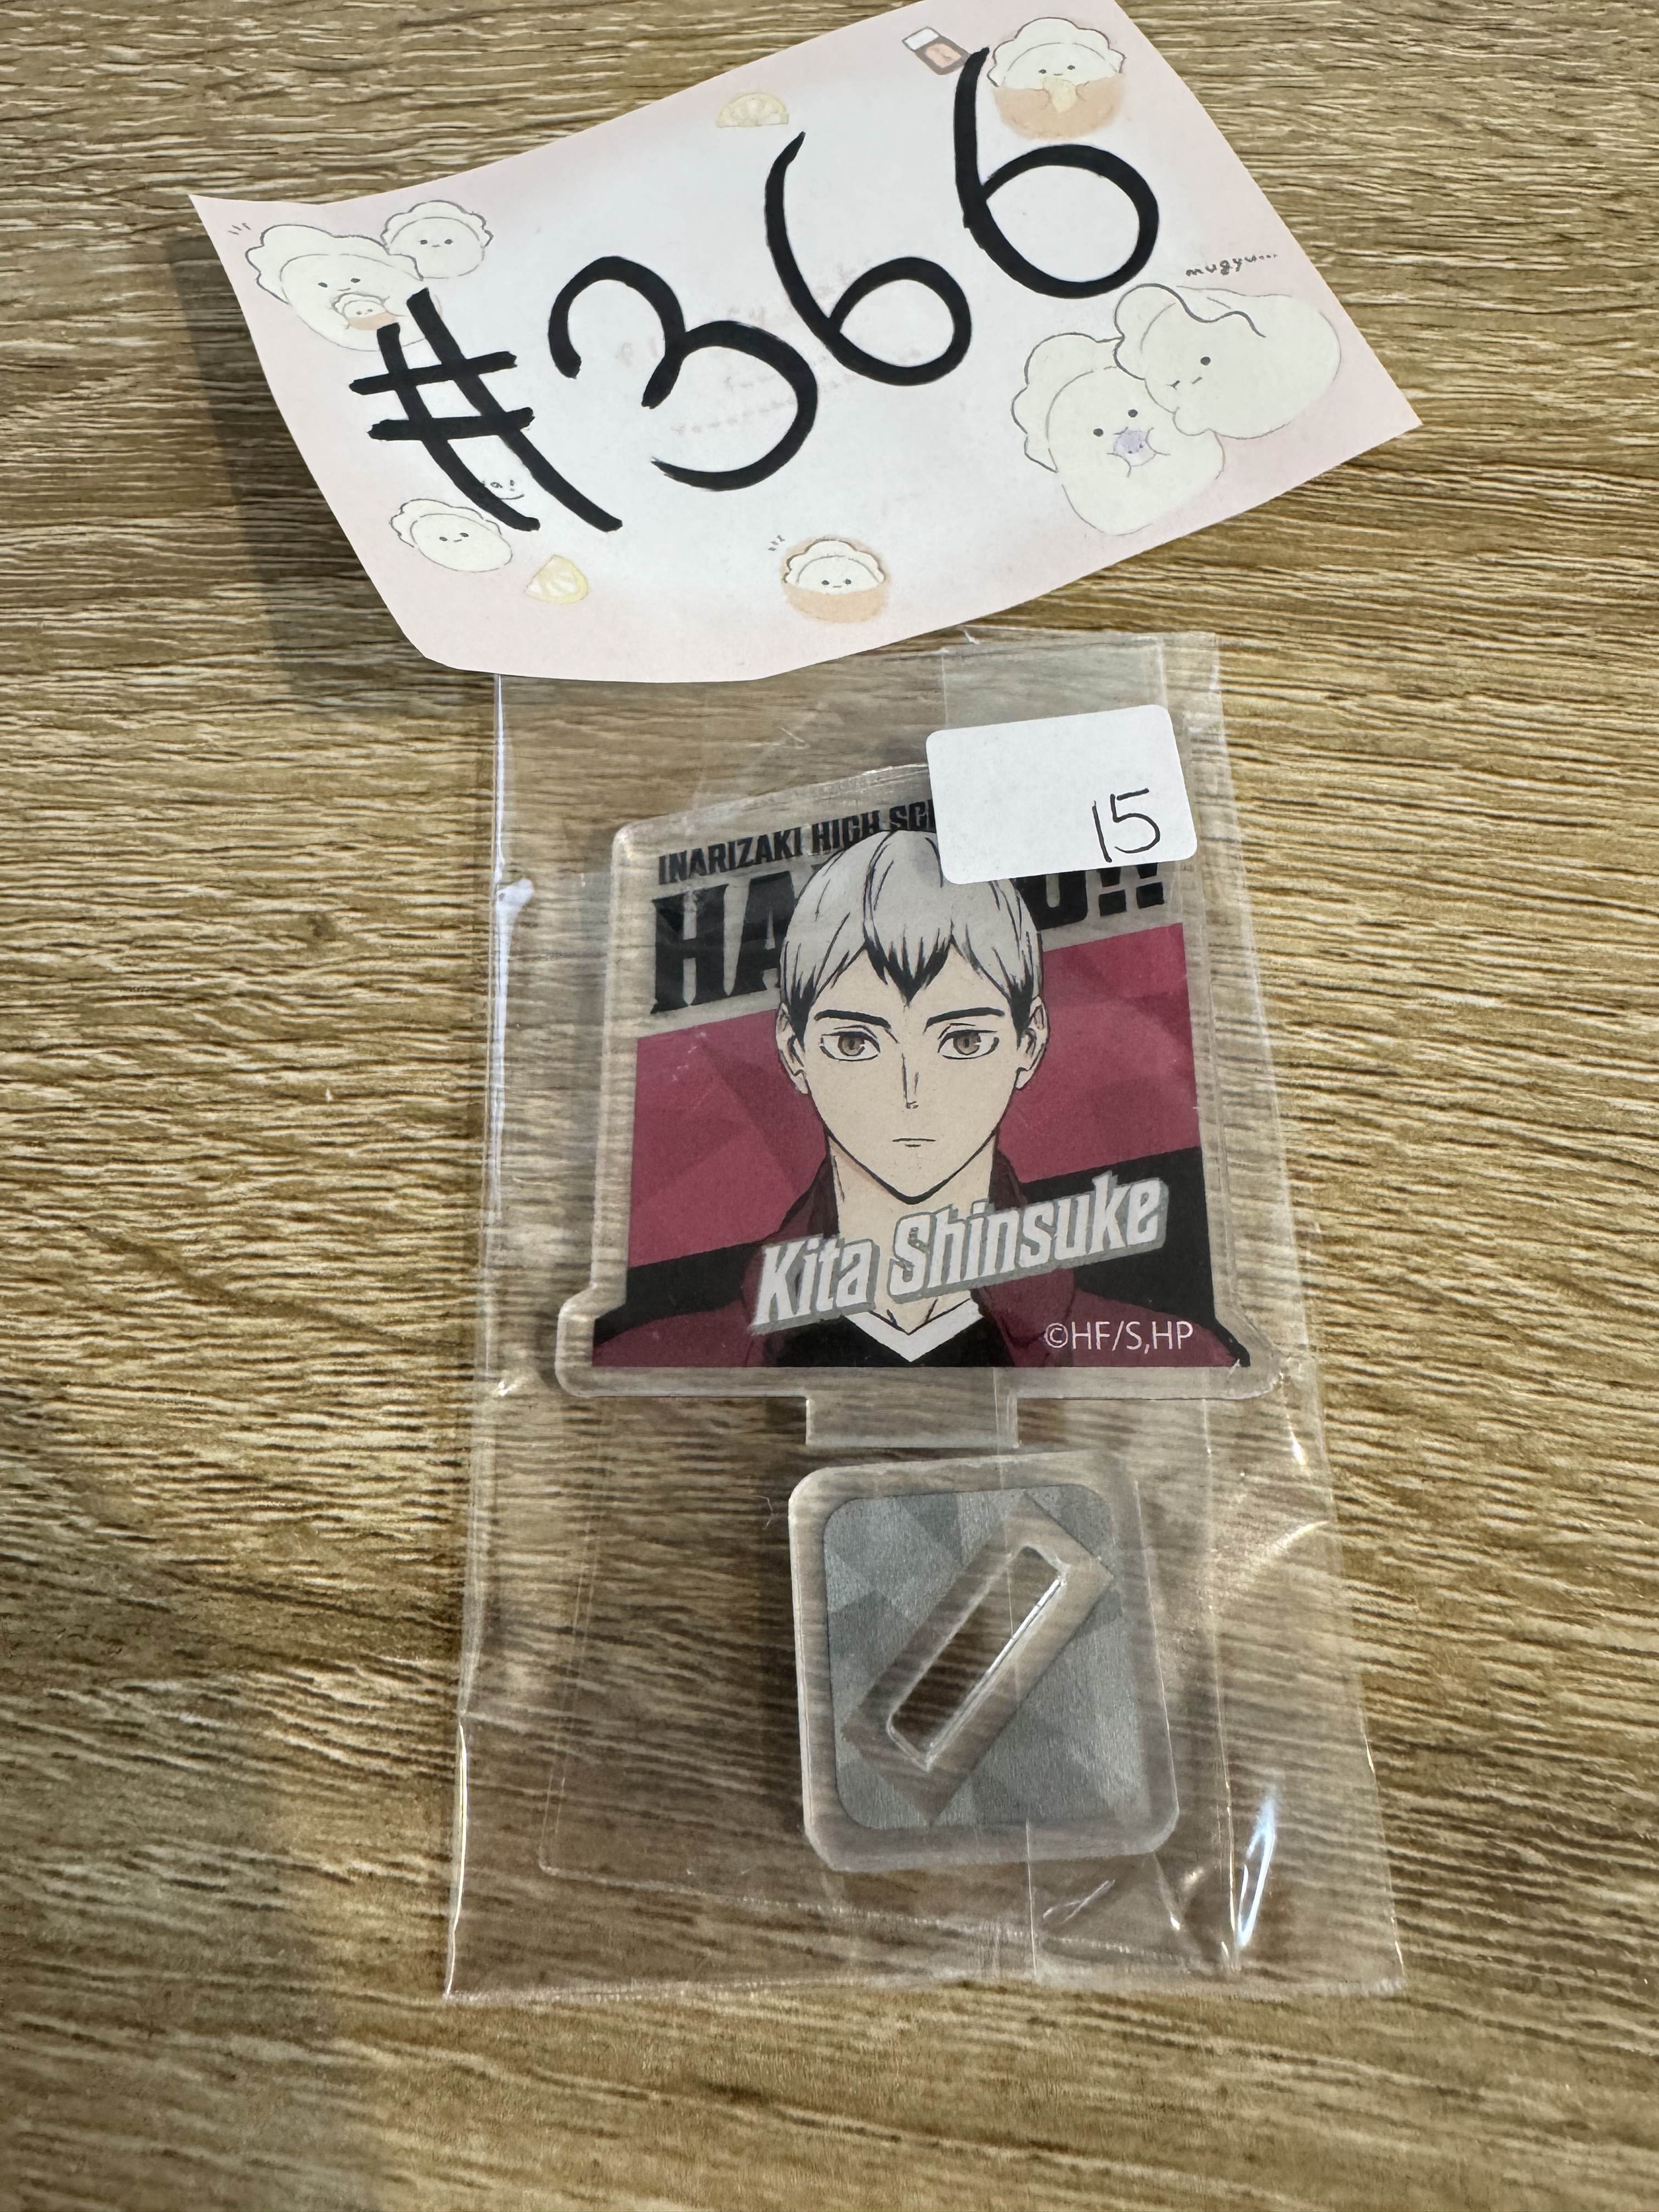 #366
mugyu...
15
INARIZAKI HIGH SC
HA U!!
Kita Shinsuke
©HF/S,HP